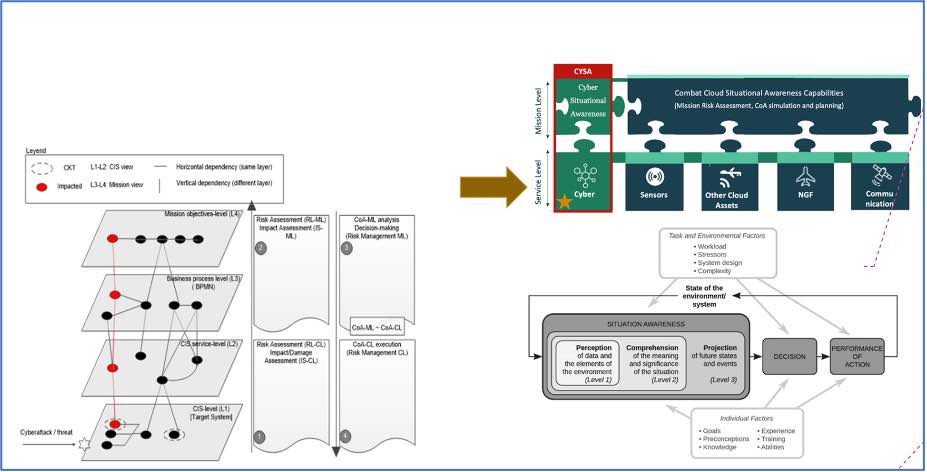 Leyend
CKT
L1-L2: CIS view
Horizontal dependency (same layer)
Impacted
L3-L4: Mission view
Vertical dependency (different layer)
Mission objectives-level (L4)
Business process level (L3)
( BPMN)
CIS service-level (L2)
CIS-level (L1)
[Target System]
Cyberattack / threat
Risk Assessment (RL-ML)
Impact Assessment (IS-
ML)
2
CoA-ML analysis
Decision-making
(Risk Management ML)
3
CoA-ML ~ CoA-CL
Risk Assessment (RL-CL)
Impact/Damage
Assessment (IS-CL)
1
CoA-CL execution
(Risk Management CL)
4
CYSA
Mission Level
Cyber
Situational
Awareness
Combat Cloud Situational Awareness Capabilities
(Mission Risk Assessment, CoA simulation and planning)
Service Level
Cyber
Sensors
Other Cloud
Assets
NGF
Commu
nication
Task and Environmental Factors
• Workload
• Stressors
• System design
• Complexity
State of the
environment/
system
SITUATION AWARENESS
Perception
of data and
the elements of
the environment
(Level 1)
Comprehension
of the meaning
and significance
of the situation
(Level 2)
Projection
of future states
and events
(Level 3)
DECISION
PERFORMANCE
OF
ACTION
Individual Factors
• Goals
• Preconceptions
• Knowledge
• Experience
• Training
• Abilities